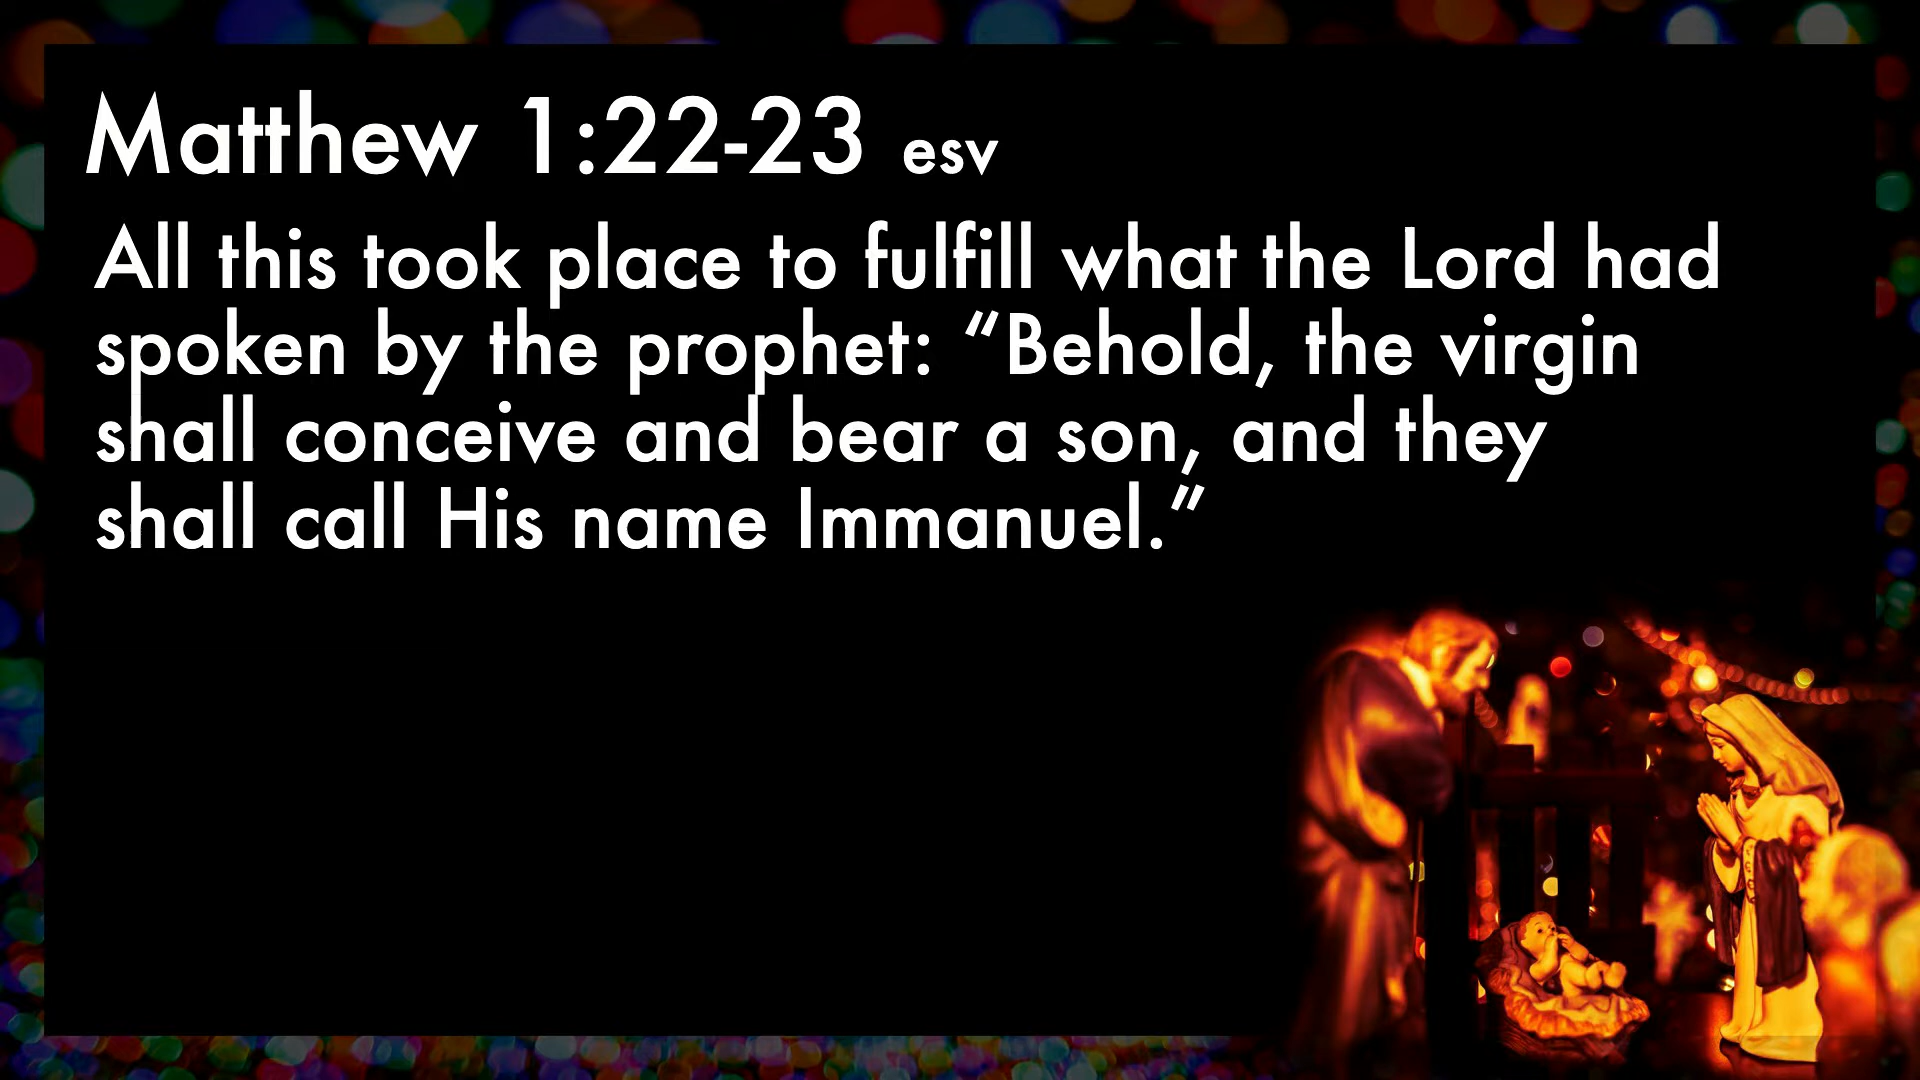 Matthew 1:22-23 esv
All this took place to fulfill what the Lord had
spoken by the prophet: “Behold, the virgin
shall conceive and bear a son, and they
shall call His name Immanuel.”